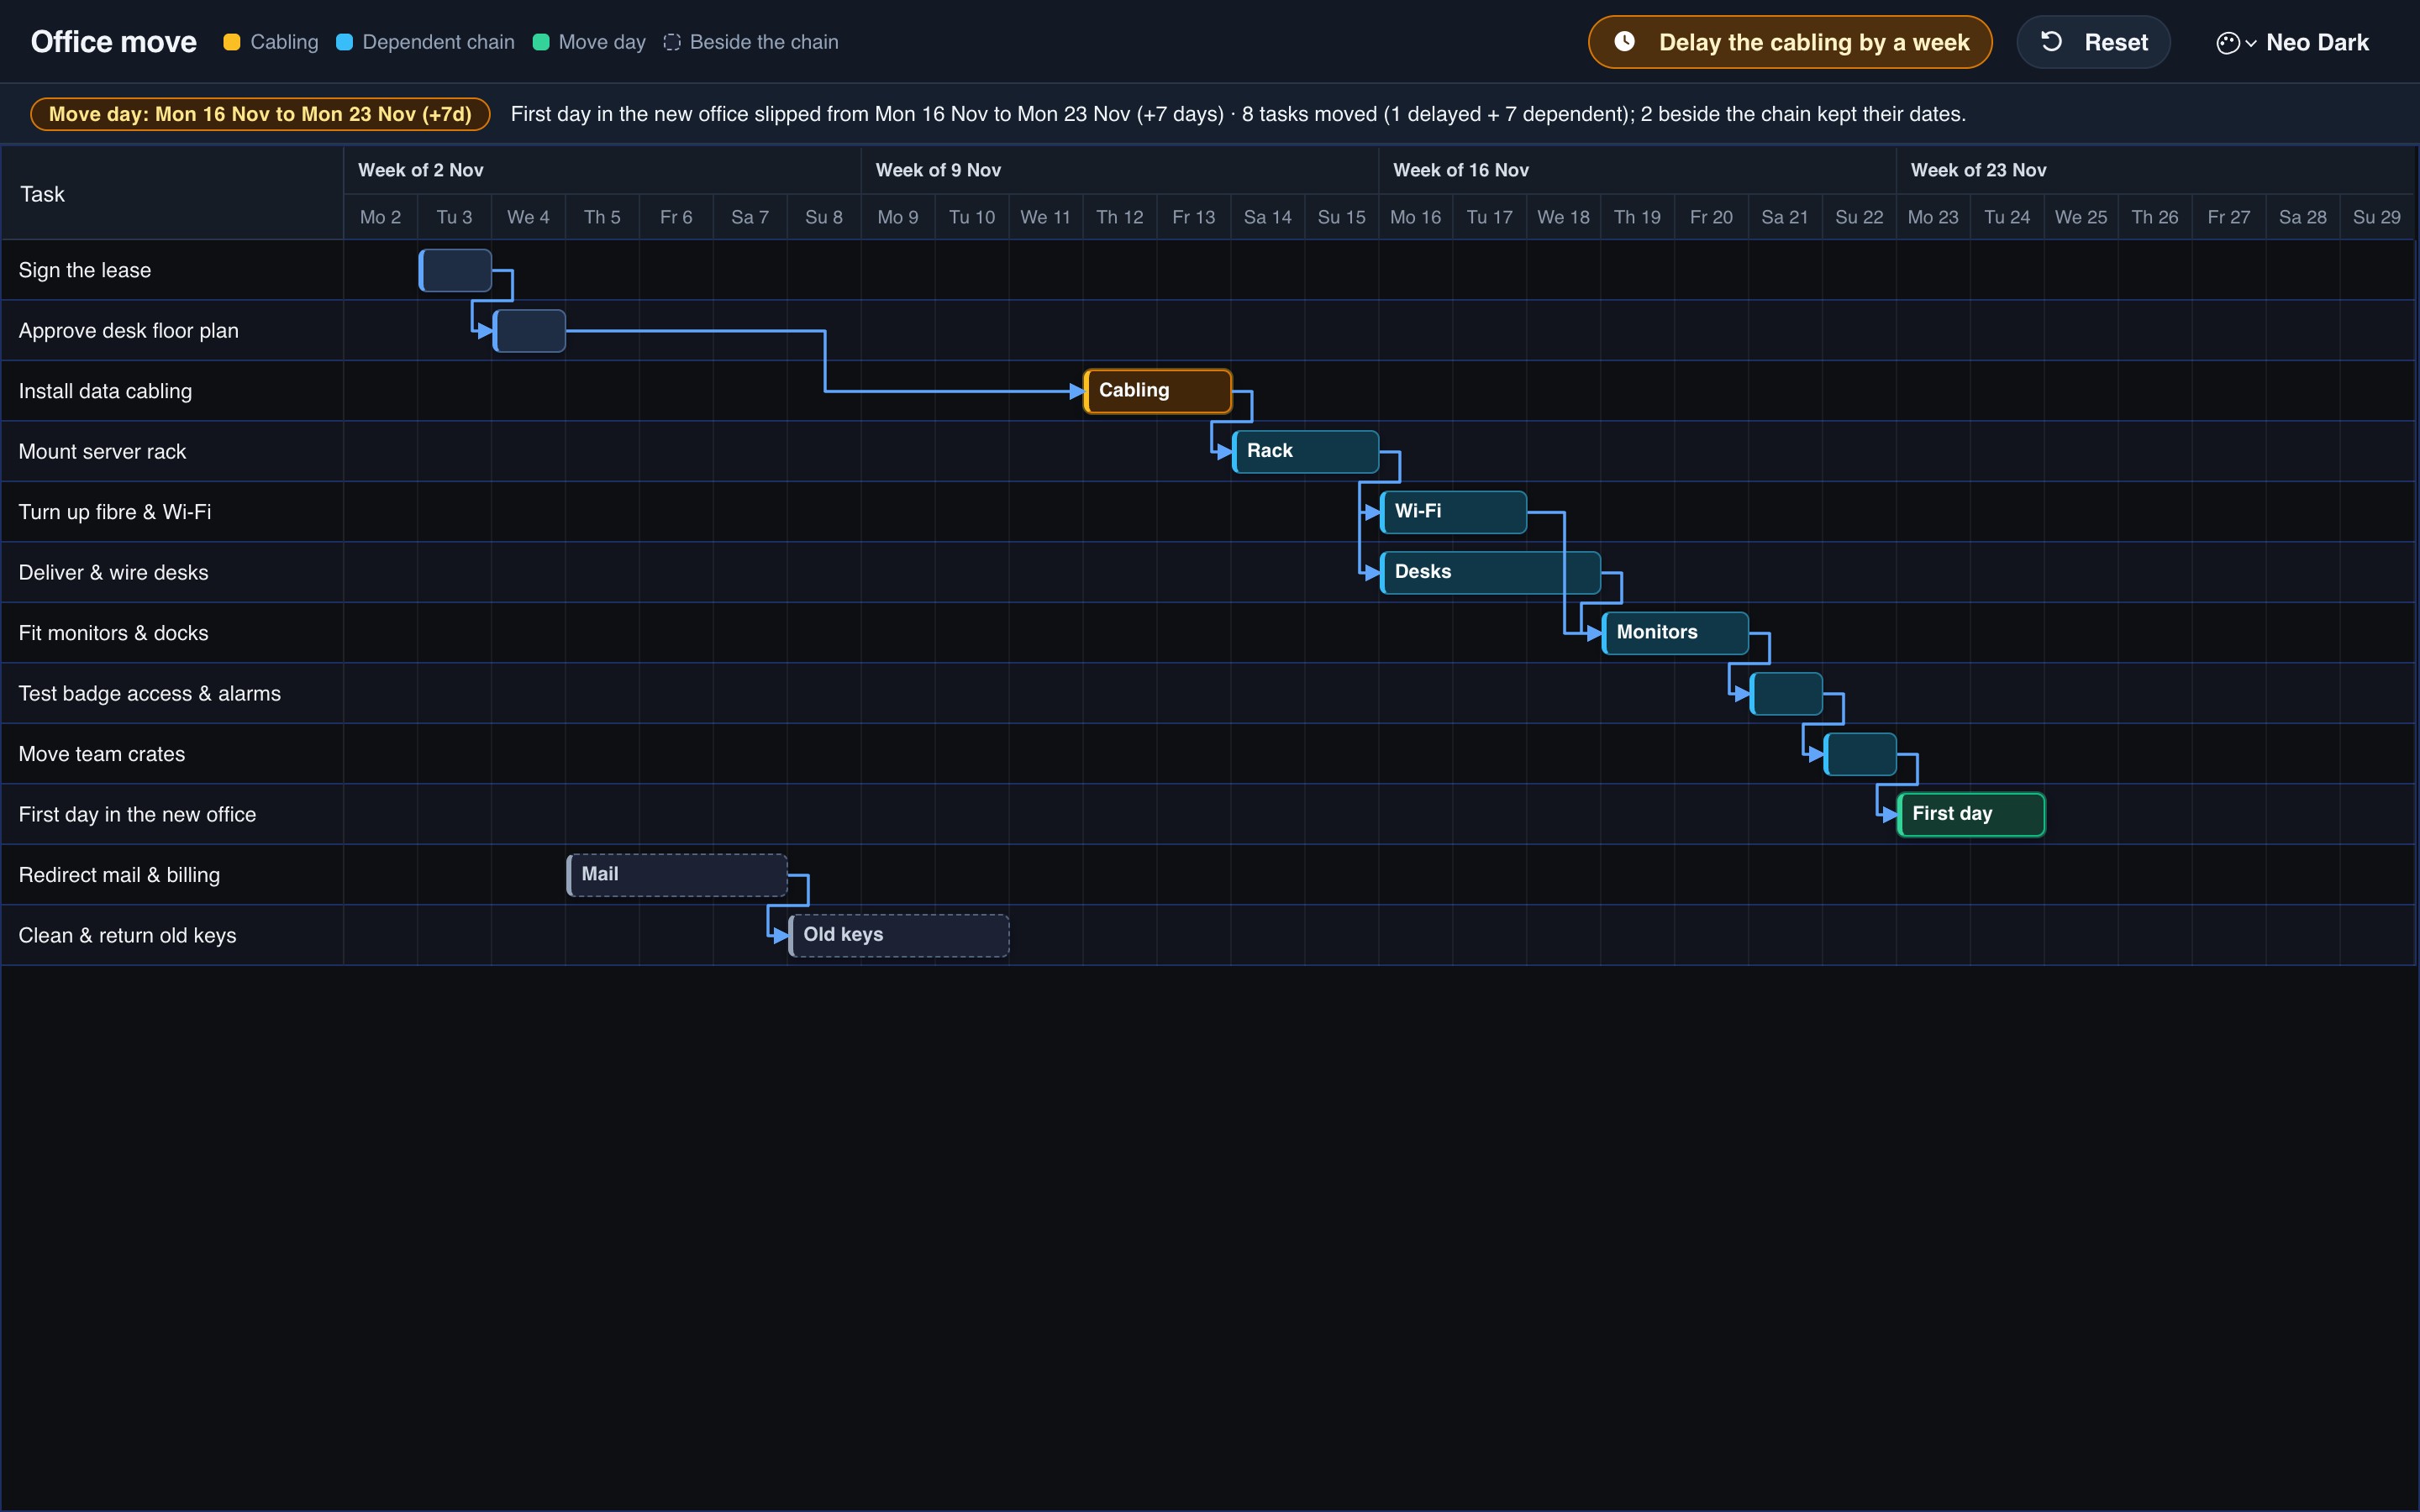 Office move
Cabling
Dependent chain
Move day
Beside the chain
Delay the cabling by a week
Reset
Neo Dark
Move day: Mon 16 Nov to Mon 23 Nov (+7d)
First day in the new office slipped from Mon 16 Nov to Mon 23 Nov (+7 days) · 8 tasks moved (1 delayed + 7 dependent); 2 beside the chain kept their dates.
Task
Week of 2 Nov
Week of 9 Nov
Week of 16 Nov
Week of 23 Nov
Mo 2
Tu 3
We 4
Th 5
Fr 6
Sa 7
Su 8
Mo 9
Tu 10
We 11
Th 12
Fr 13
Sa 14
Su 15
Mo 16
Tu 17
We 18
Th 19
Fr 20
Sa 21
Su 22
Mo 23
Tu 24
We 25
Th 26
Fr 27
Sa 28
Su 29
Sign the lease
Approve desk floor plan
Install data cabling
Cabling
Mount server rack
Rack
Turn up fibre & Wi-Fi
Wi-Fi
Deliver & wire desks
Desks
Fit monitors & docks
Monitors
Test badge access & alarms
Move team crates
First day in the new office
First day
Redirect mail & billing
Mail
Clean & return old keys
Old keys